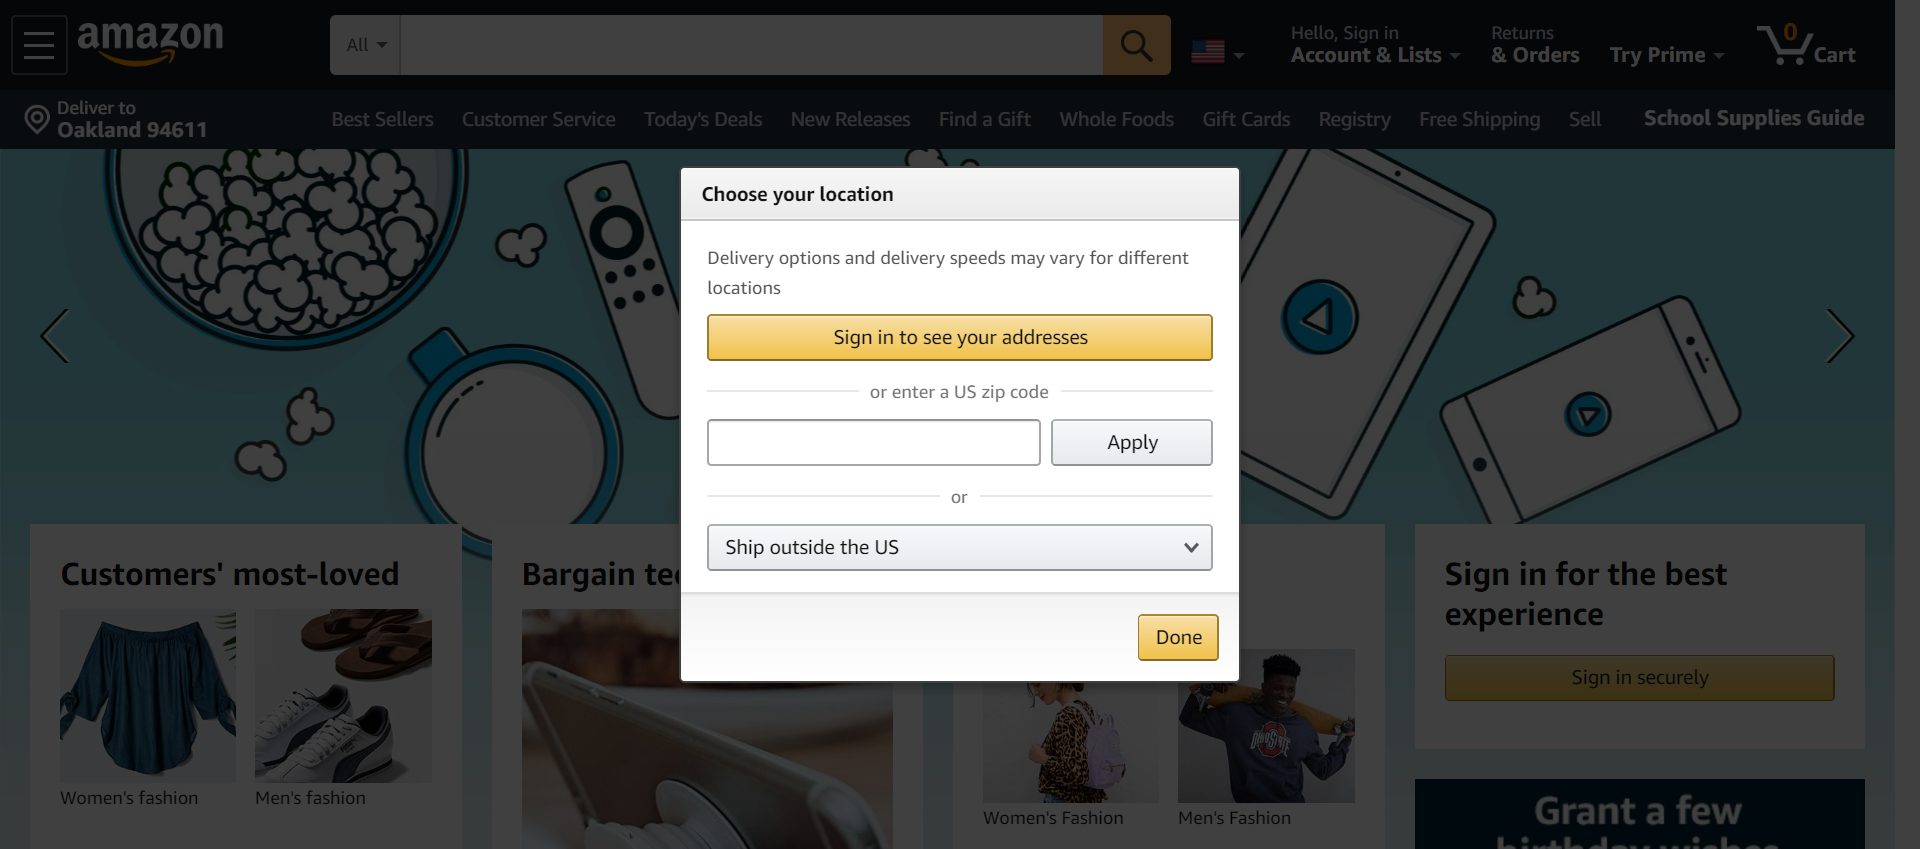 amazon
All
Hello, Sign in
Account & Lists
Returns
& Orders
Try Prime
0
Cart
Deliver to
Oakland 94611
Best Sellers
Customer Service
Today's Deals
New Releases
Find a Gift
Whole Foods
Gift Cards
Registry
Free Shipping
Sell
School Supplies Guide
Choose your location
Delivery options and delivery speeds may vary for different
locations
Sign in to see your addresses
or enter a US zip code
Apply
or
Ship outside the US
Done
Customers' most-loved
Women's fashion
Men's fashion
Bargain te
Women's Fashion
OHIO STATE
Men's Fashion
Sign in for the best
experience
Sign in securely
Grant a few
birthday wishes